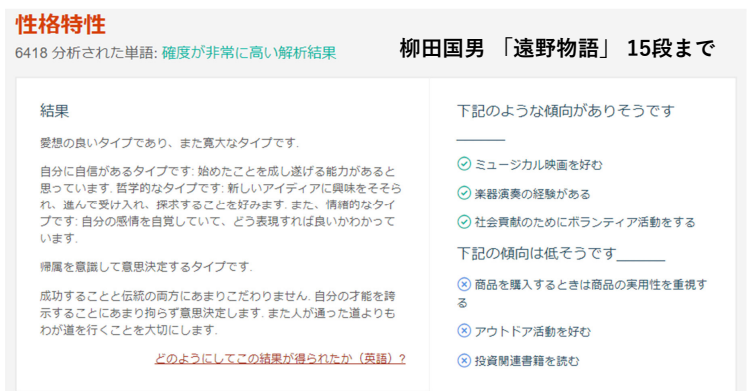 性格特性
6418 分析された単語: 確度が非常に高い解析結果
柳田国男 「遠野物語」 15段まで
結果
愛想の良いタイプであり、また寛大なタイプです.
自分に自信があるタイプです: 始めたことを成し遂げる能力があると
思っています. 哲学的なタイプです: 新しいアイディアに興味をそそら
れ、進んで受け入れ、探求することを好みます. また、情緒的なタイ
プです: 自分の感情を自覚していて、どう表現すれば良いかわかって
います.
帰属を意識して意思決定するタイプです.
成功することと伝統の両方にあまりこだわりません. 自分の才能を誇
示することにあまり拘らず意思決定します. また人が通った道よりも
わが道を行くことを大切にします.
どのようにしてこの結果が得られたか（英語）?
下記のような傾向がありそうです
______
ミュージカル映画を好む
楽器演奏の経験がある
社会貢献のためにボランティア活動をする
下記の傾向は低そうです______
商品を購入するときは商品の実用性を重視す
る
アウトドア活動を好む
投資関連書籍を読む